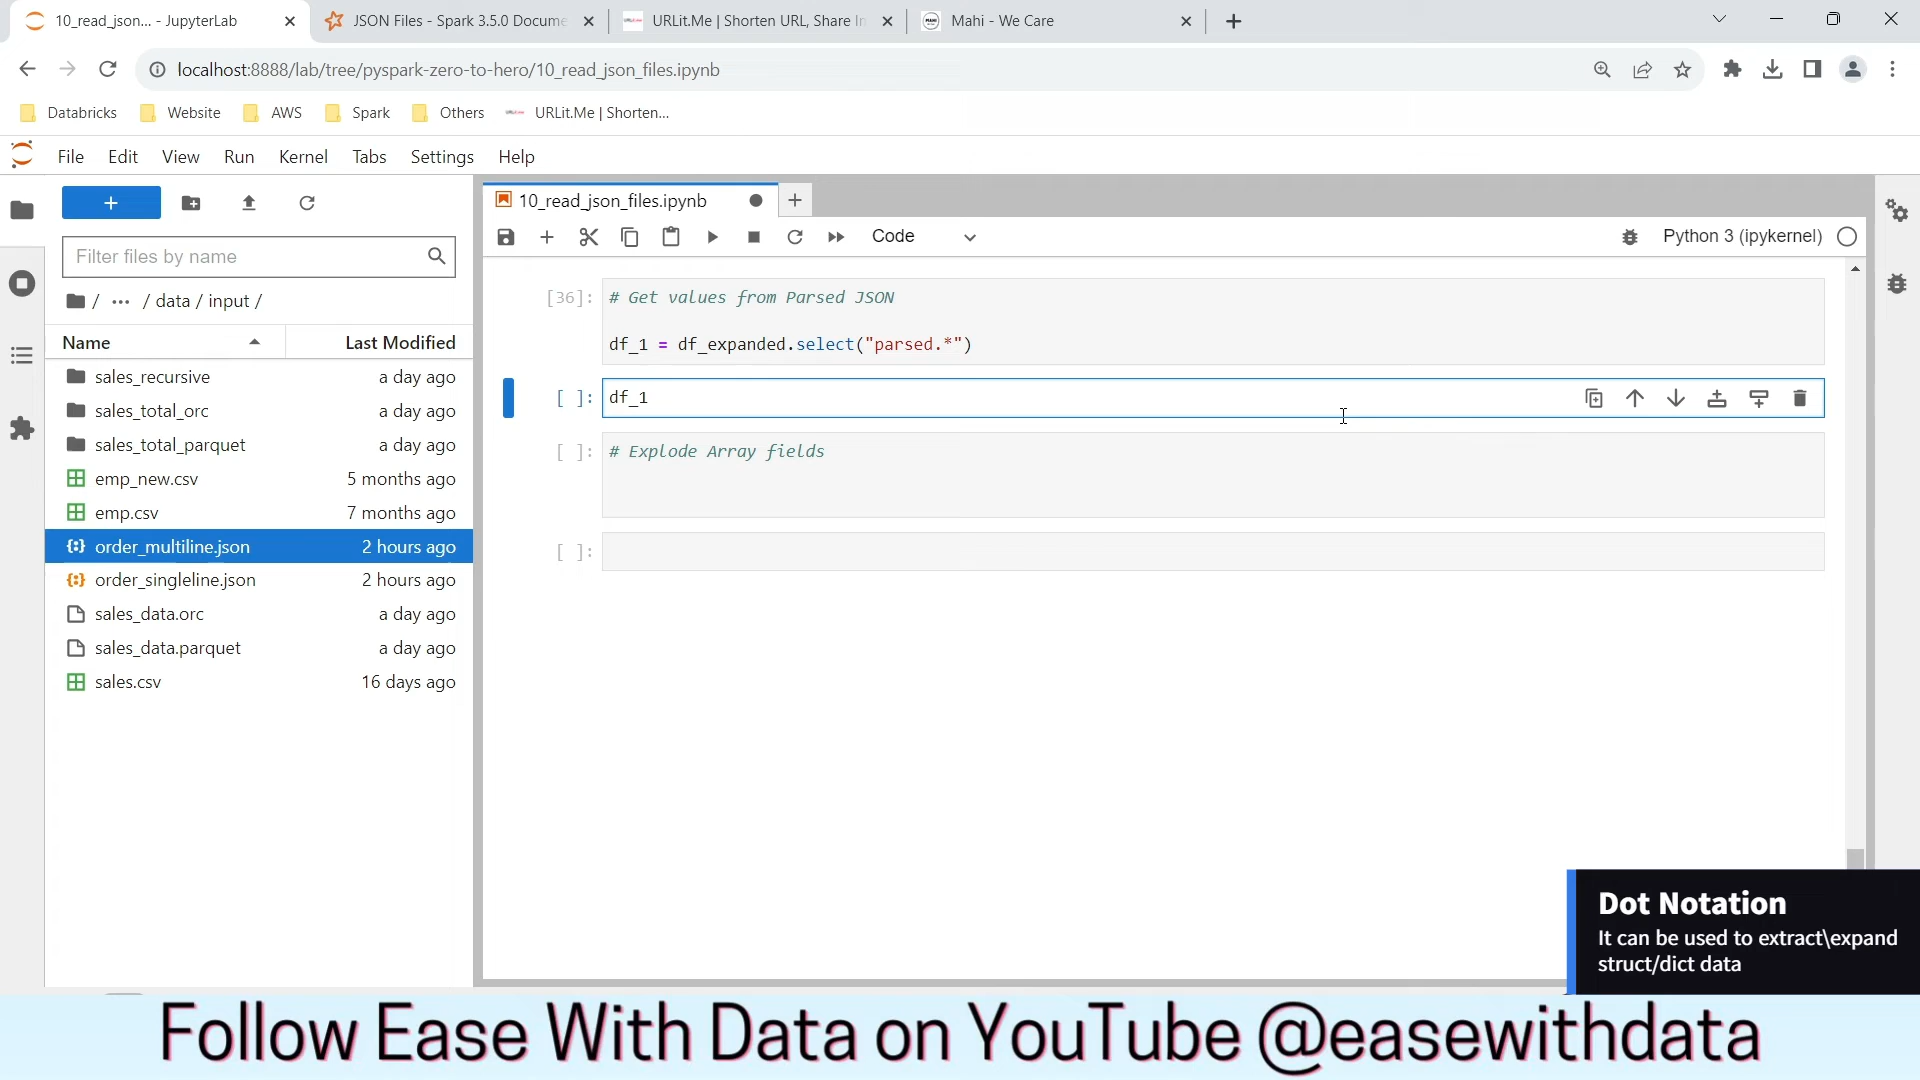 10_read_json... - JupyterLab
JSON Files - Spark 3.5.0 Docume
URLit.Me | Shorten URL, Share In
Mahi - We Care
localhost:8888/lab/tree/pyspark-zero-to-hero/10_read_json_files.ipynb
Databricks Website AWS Spark Others URLit.Me | Shorten...
File Edit View Run Kernel Tabs Settings Help
10_read_json_files.ipynb
Code
Python 3 (ipykernel)
Filter files by name
/ ... / data / input /
Name Last Modified
sales_recursive a day ago
sales_total_orc a day ago
sales_total_parquet a day ago
emp_new.csv 5 months ago
emp.csv 7 months ago
order_multiline.json 2 hours ago
order_singleline.json 2 hours ago
sales_data.orc a day ago
sales_data.parquet a day ago
sales.csv 16 days ago
[36]: # Get values from Parsed JSON
df_1 = df_expanded.select("parsed.*")
[ ]: df_1
[ ]: # Explode Array fields
[ ]:
Dot Notation
It can be used to extract\expand
struct/dict data
Follow Ease With Data on YouTube @easewithdata